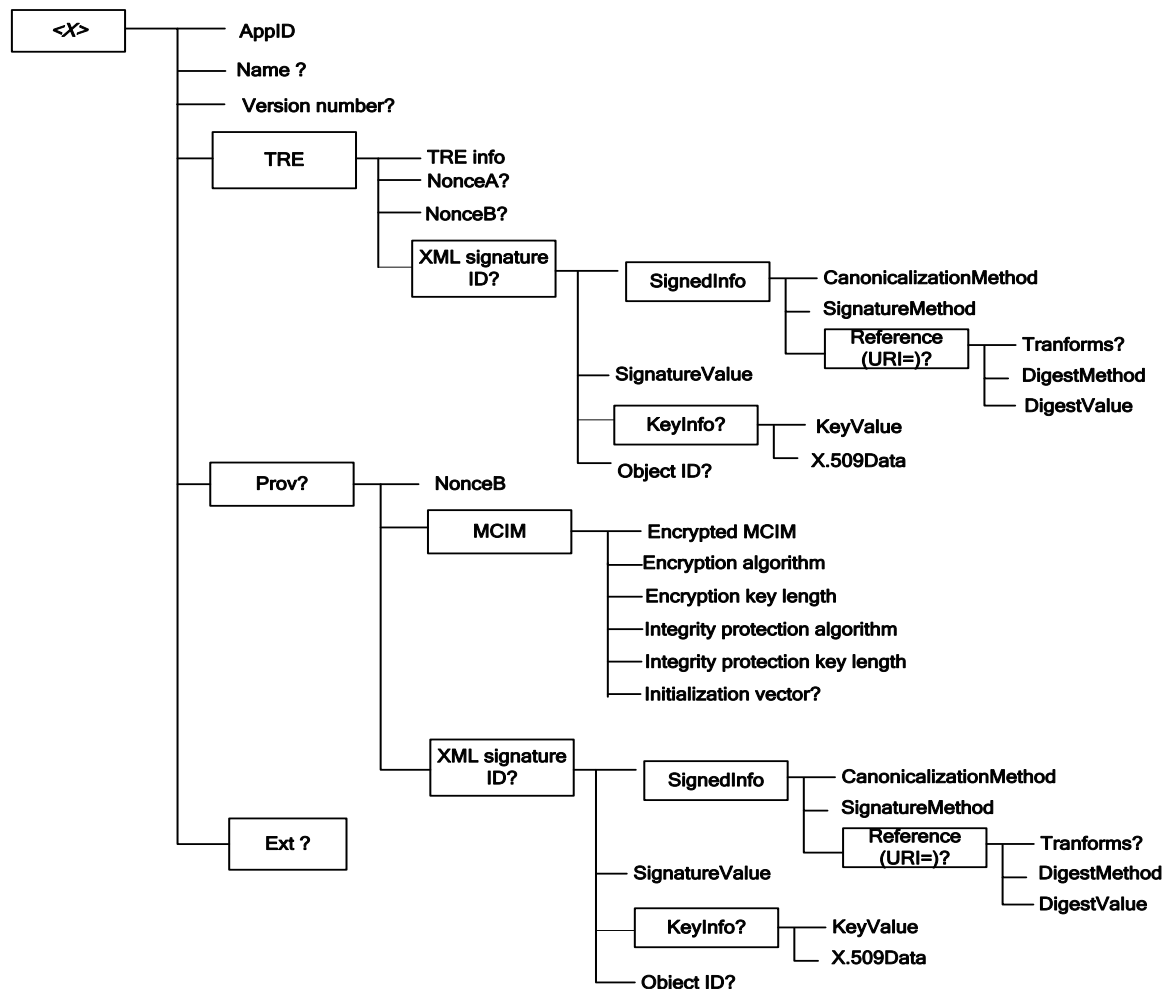 <X>
AppID
Name ?
Version number?
TRE
TRE info
NonceA?
NonceB?
XML signature
ID?
SignedInfo
CanonicalizationMethod
SignatureMethod
Reference
(URI=)?
Tranforms?
DigestMethod
DigestValue
SignatureValue
KeyInfo?
KeyValue
X.509Data
Object ID?
Prov?
NonceB
MCIM
Encrypted MCIM
Encryption algorithm
Encryption key length
Integrity protection algorithm
Integrity protection key length
Initialization vector?
XML signature
ID?
SignedInfo
CanonicalizationMethod
SignatureMethod
Reference
(URI=)?
Tranforms?
DigestMethod
DigestValue
SignatureValue
KeyInfo?
KeyValue
X.509Data
Object ID?
Ext ?